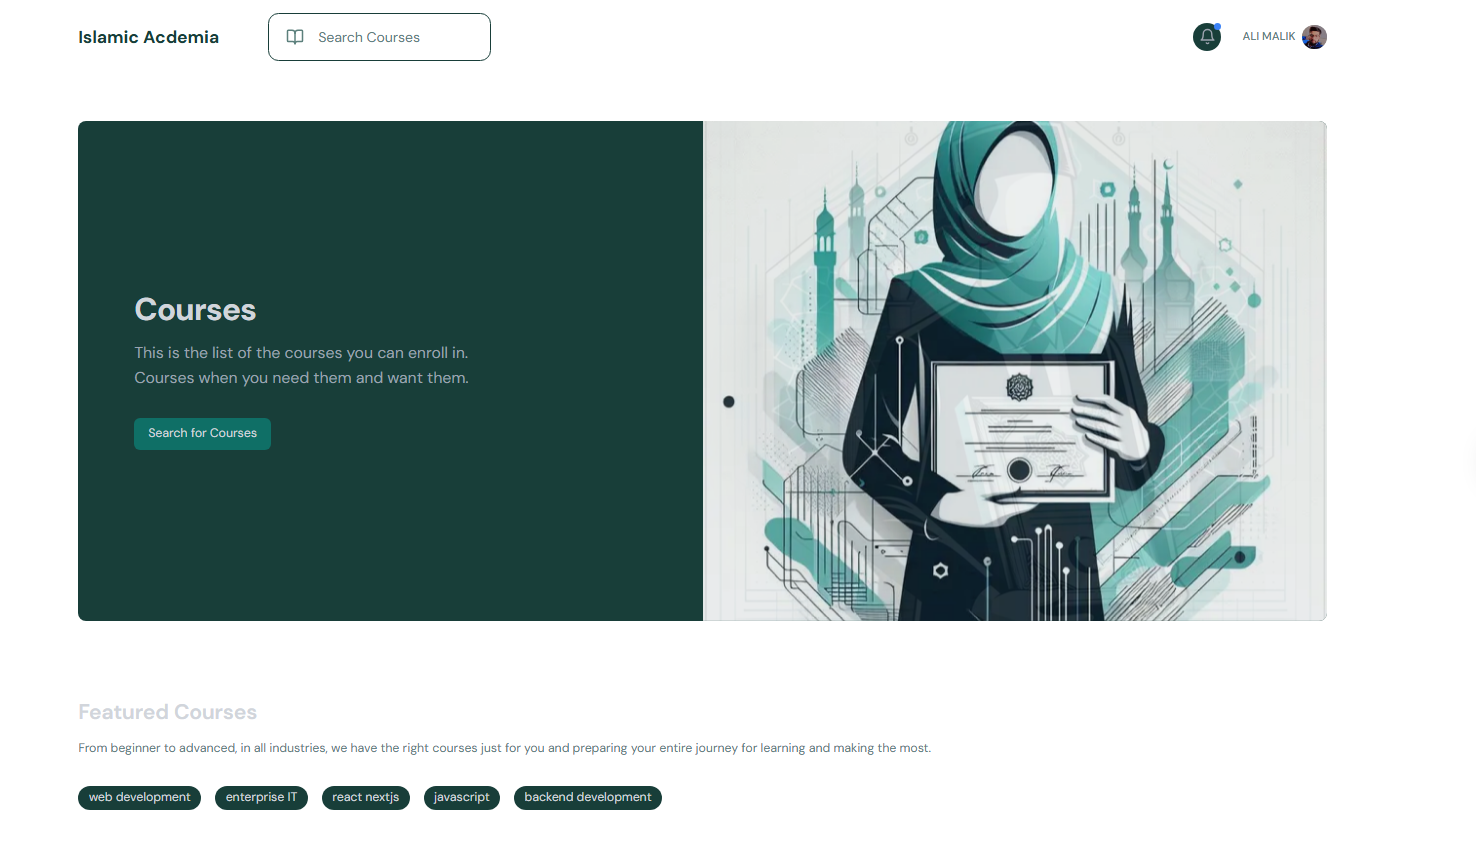 Islamic Acdemia
Search Courses
ALI MALIK
Courses
This is the list of the courses you can enroll in.
Courses when you need them and want them.
Search for Courses
Featured Courses
From beginner to advanced, in all industries, we have the right courses just for you and preparing your entire journey for learning and making the most.
web development
enterprise IT
react nextjs
javascript
backend development